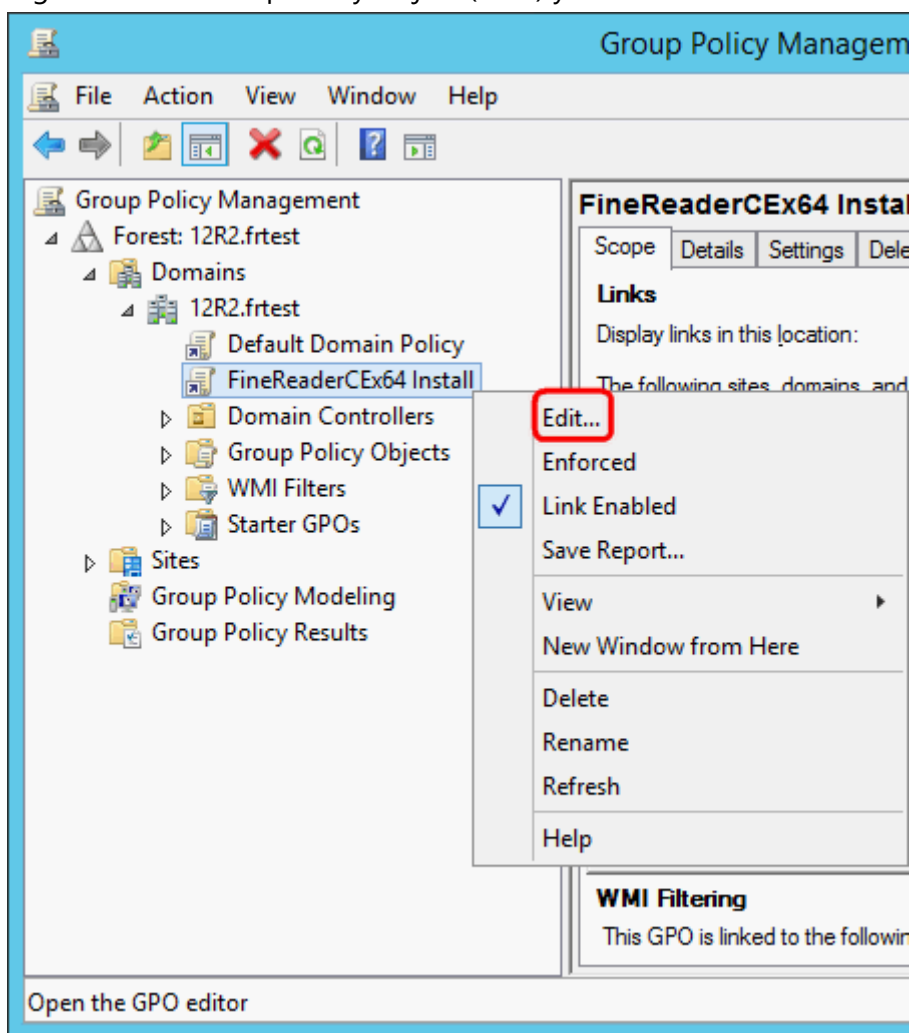 Group Policy Managem
File Action View Window Help
Group Policy Management
Forest: 12R2.frtest
Domains
12R2.frtest
Default Domain Policy
FineReaderCEx64 Install
Domain Controllers
Group Policy Objects
WMI Filters
Starter GPOs
Sites
Group Policy Modeling
Group Policy Results
FineReaderCEx64 Instal
Scope Details Settings Dele
Links
Display links in this location:
The following sites, domains, and
Edit...
Enforced
Link Enabled
Save Report...
View
New Window from Here
Delete
Rename
Refresh
Help
WMI Filtering
This GPO is linked to the followin
Open the GPO editor